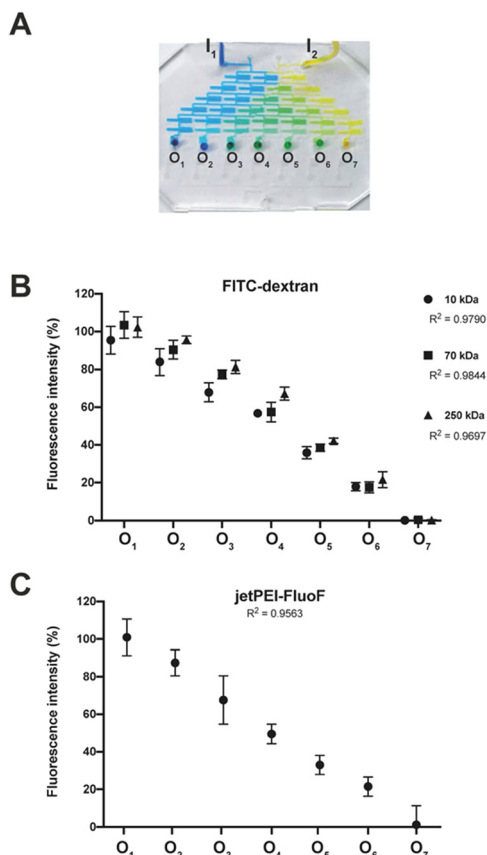 A
I1 I2
O1 O2 O3 O4 O5 O6 O7
B
FITC-dextran
10 kDa
R2 = 0.9790
70 kDa
R2 = 0.9844
250 kDa
R2 = 0.9697
Fluorescence intensity (%)
120
100
80
60
40
20
0
O1 O2 O3 O4 O5 O6 O7
C
jetPEI-FluoF
R2 = 0.9563
Fluorescence intensity (%)
120
100
80
60
40
20
0
O1 O2 O3 O4 O5 O6 O7